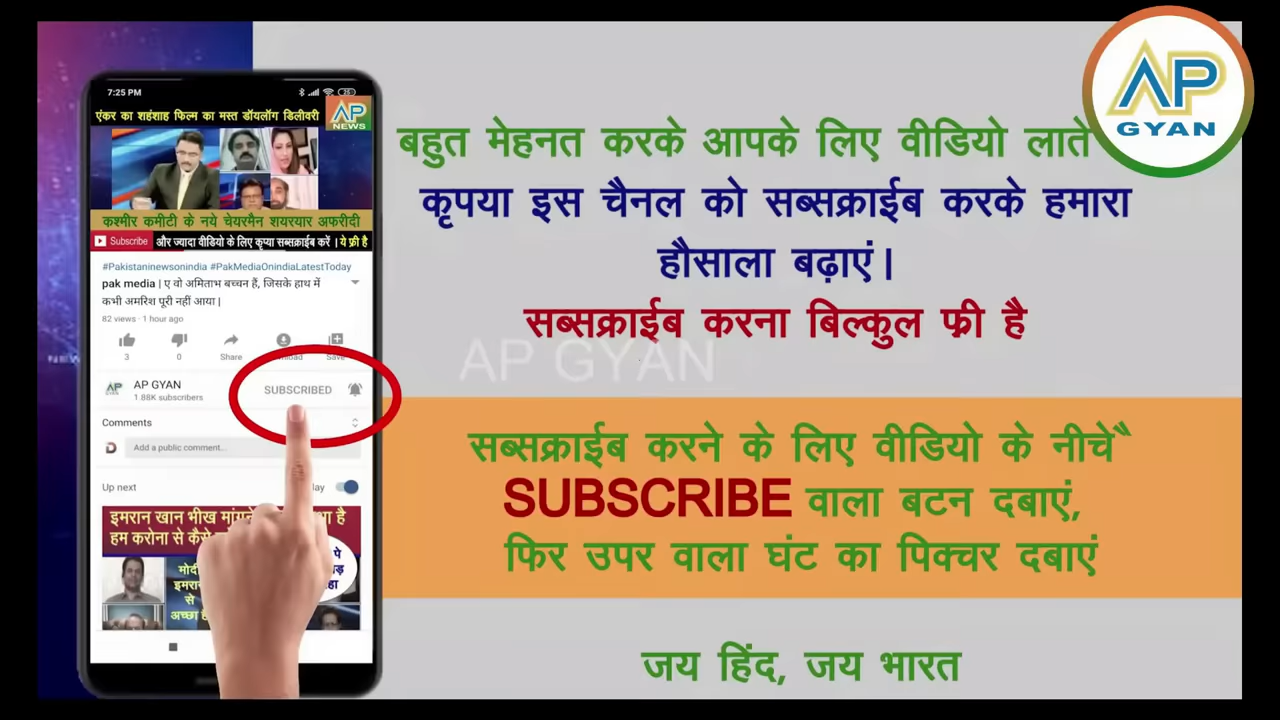 7:25 PM
एंकर का शहंशाह फिल्म का मस्त डॉयलॉग डिलीवरी
AP
NEWS
कश्मीर कमीटी के नये चेयरमैन शयरयार अफरीदी
Subscribe और ज्यादा वीडियो के लिए कृप्या सब्सक्राईब करें । ये फ्री है
#Pakistaninewsonindia #PakMediaOnindiaLatestToday
pak media | ए वो अमिताभ बच्चन हैं, जिसके हाथ में
कभी अमरिश पूरी नहीं आया |
82 views · 1 hour ago
3 0 Share Save
AP GYAN
1.88K subscribers
SUBSCRIBED
Comments
D Add a public comment...
Up next
इमरान खान भीख है
हम करोना से
मोदी
इमरान
से
अच्छा
पे
AP
GYAN
बहुत मेहनत करके आपके लिए वीडियो लाते
कृपया इस चैनल को सब्सक्राईब करके हमारा
हौसाला बढ़ाएं|
सब्सक्राईब करना बिल्कुल फ्री है
AP GYAN
सब्सक्राईब करने के लिए वीडियो के नीचे
SUBSCRIBE वाला बटन दबाएं,
फिर उपर वाला घंट का पिक्चर दबाएं
जय हिंद, जय भारत